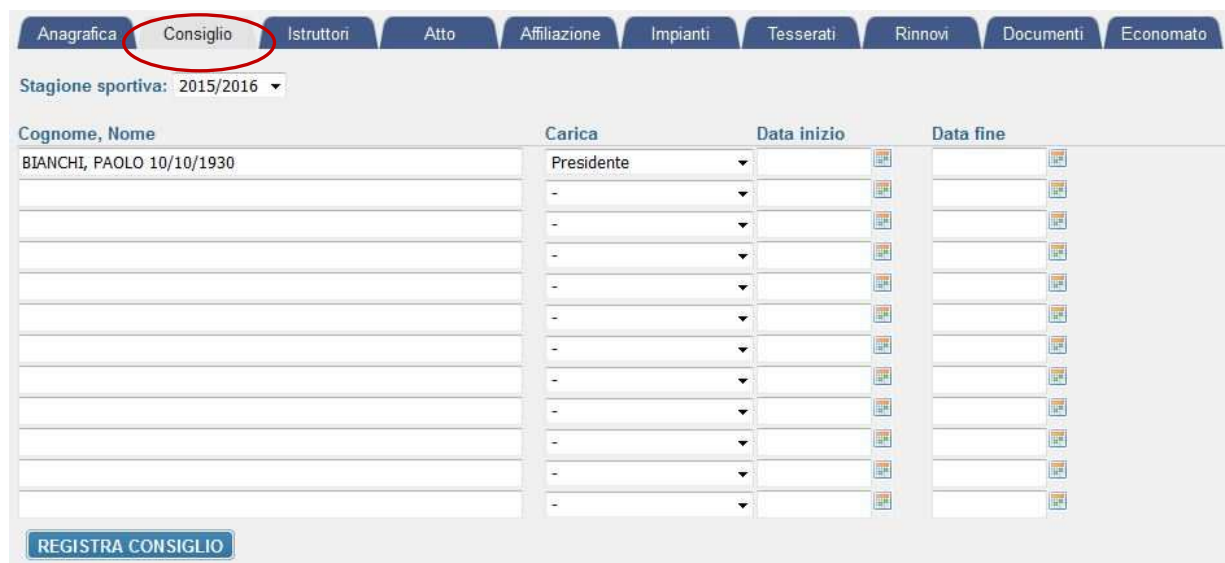 Anagrafica Consiglio Istruttori Atto Affiliazione Impianti Tesserati Rinnovi Documenti Economato
Stagione sportiva: 2015/2016
Cognome, Nome Carica Data inizio Data fine
BIANCHI, PAOLO 10/10/1930 Presidente
-
-
-
-
-
-
-
-
-
-
-
REGISTRA CONSIGLIO